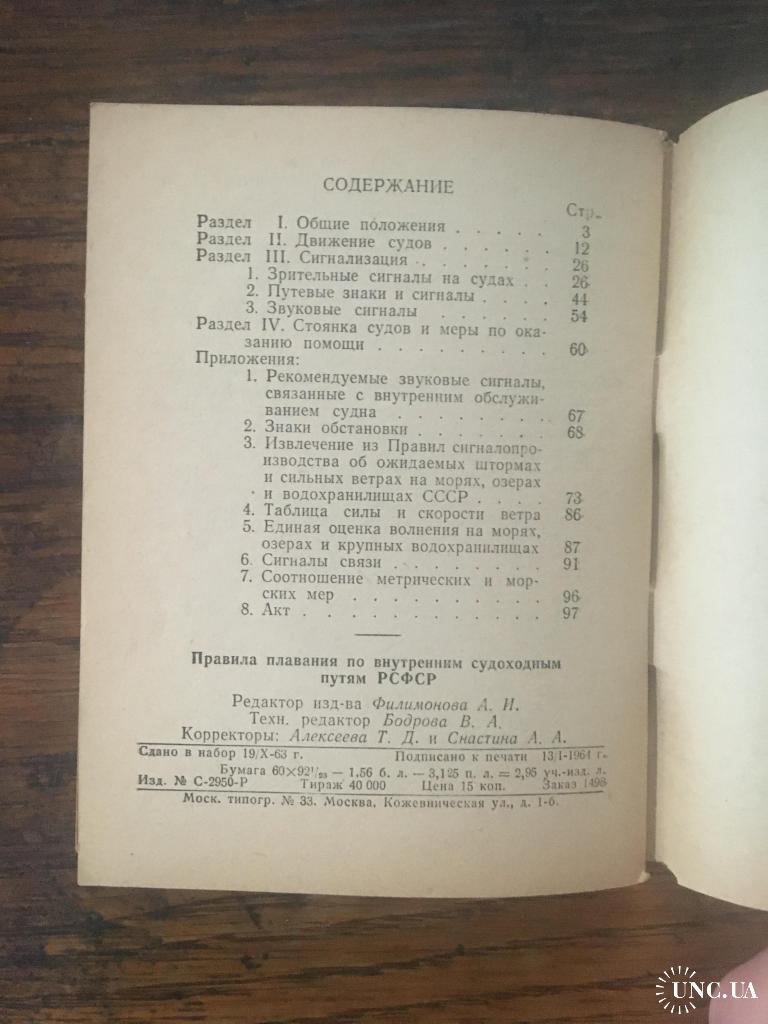 СОДЕРЖАНИЕ
Стр.
Раздел I. Общие положения . . . . . 3
Раздел II. Движение судов . . . . . . 12
Раздел III. Сигнализация . . . . . . . 26
1. Зрительные сигналы на судах . . 26
2. Путевые знаки и сигналы . . . . 44
3. Звуковые сигналы . . . . . . 54
Раздел IV. Стоянка судов и меры по ока-
занию помощи . . . . . . . . . 60
Приложения:
1. Рекомендуемые звуковые сигналы,
связанные с внутренним обслужи-
ванием судна . . . . . . . . 67
2. Знаки обстановки . . . . . . . 68
3. Извлечение из Правил сигналопро-
изводства об ожидаемых штормах
и сильных ветрах на морях, озерах
и водохранилищах СССР . . . . 73
4. Таблица силы и скорости ветра 86
5. Единая оценка волнения на морях,
озерах и крупных водохранилищах 87
6. Сигналы связи . . . . . . . . 91
7. Соотношение метрических и мор-
ских мер . . . . . . . . . . 96
8. Акт . . . . . . . . . . . . 97
Правила плавания по внутренним судоходным
путям РСФСР
Редактор изд-ва Филимонова А. И.
Техн. редактор Бодрова В. А.
Корректоры: Алексеева Т. Д. и Снастина А. А.
Сдано в набор 19/X-63 г. Подписано к печати 13/I-1964 г.
Бумага 60×92 — 1,56 б. л. — 3,125 п. л. = 2,95 уч.-изд. л.
Изд. № С-2950-Р Тираж 40 000 Цена 15 коп. Заказ 1498
Моск. типогр. № 33. Москва, Кожевническая ул., д. 1-б.
UNC.UA